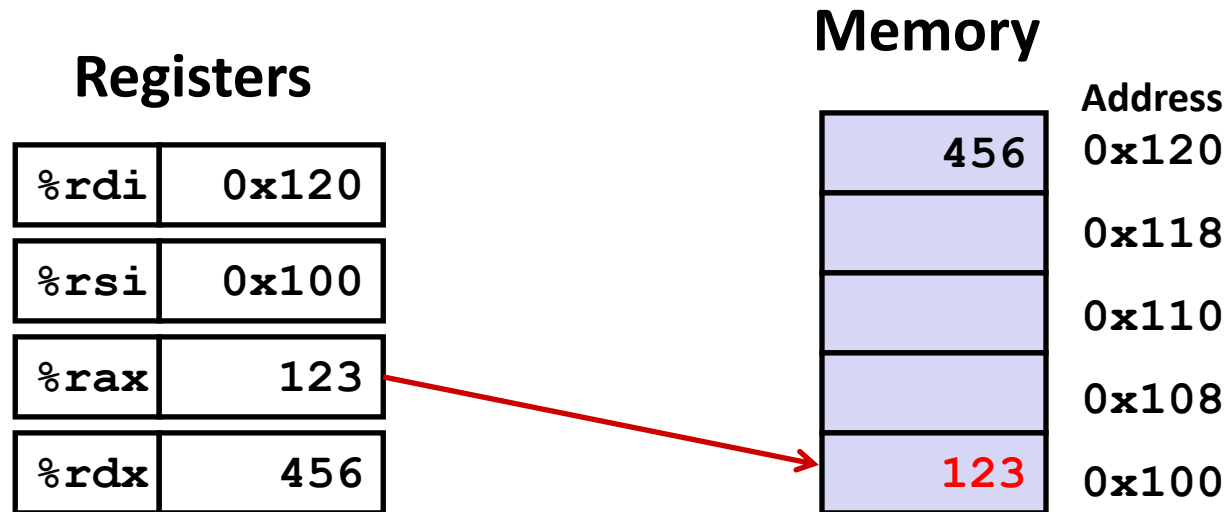 Registers
%rdi 0x120
%rsi 0x100
%rax 123
%rdx 456
Memory
Address
456 0x120
0x118
0x110
0x108
123 0x100